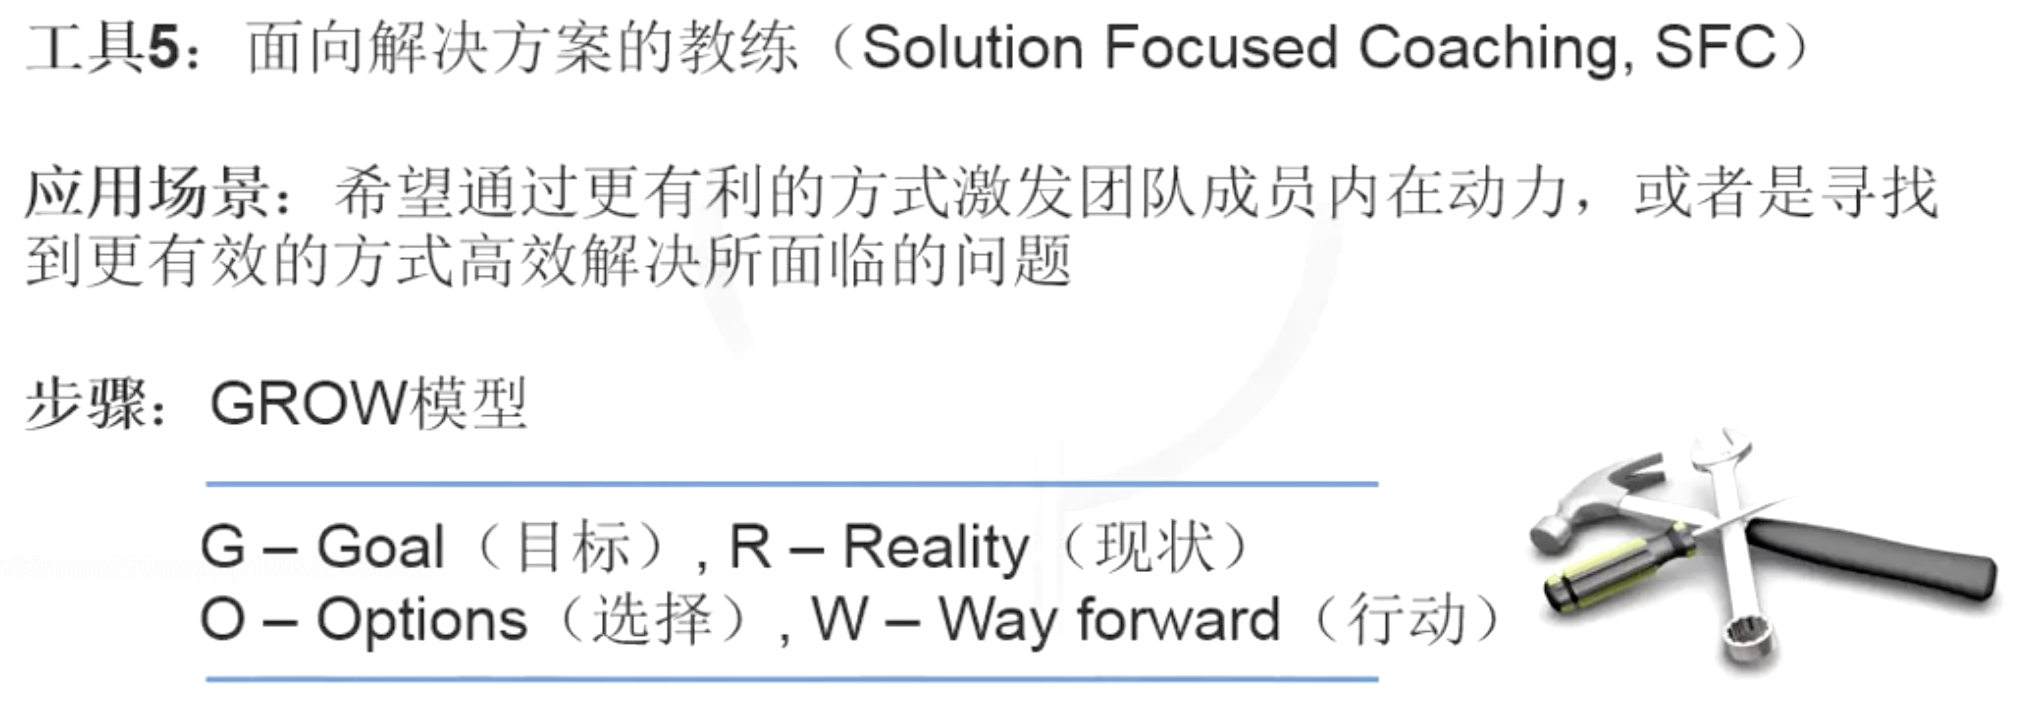 工具5：面向解决方案的教练（Solution Focused Coaching, SFC）
应用场景：希望通过更有利的方式激发团队成员内在动力，或者是寻找
到更有效的方式高效解决所面临的问题
步骤：GROW模型
G – Goal（目标）, R – Reality（现状）
O – Options（选择）, W – Way forward（行动）